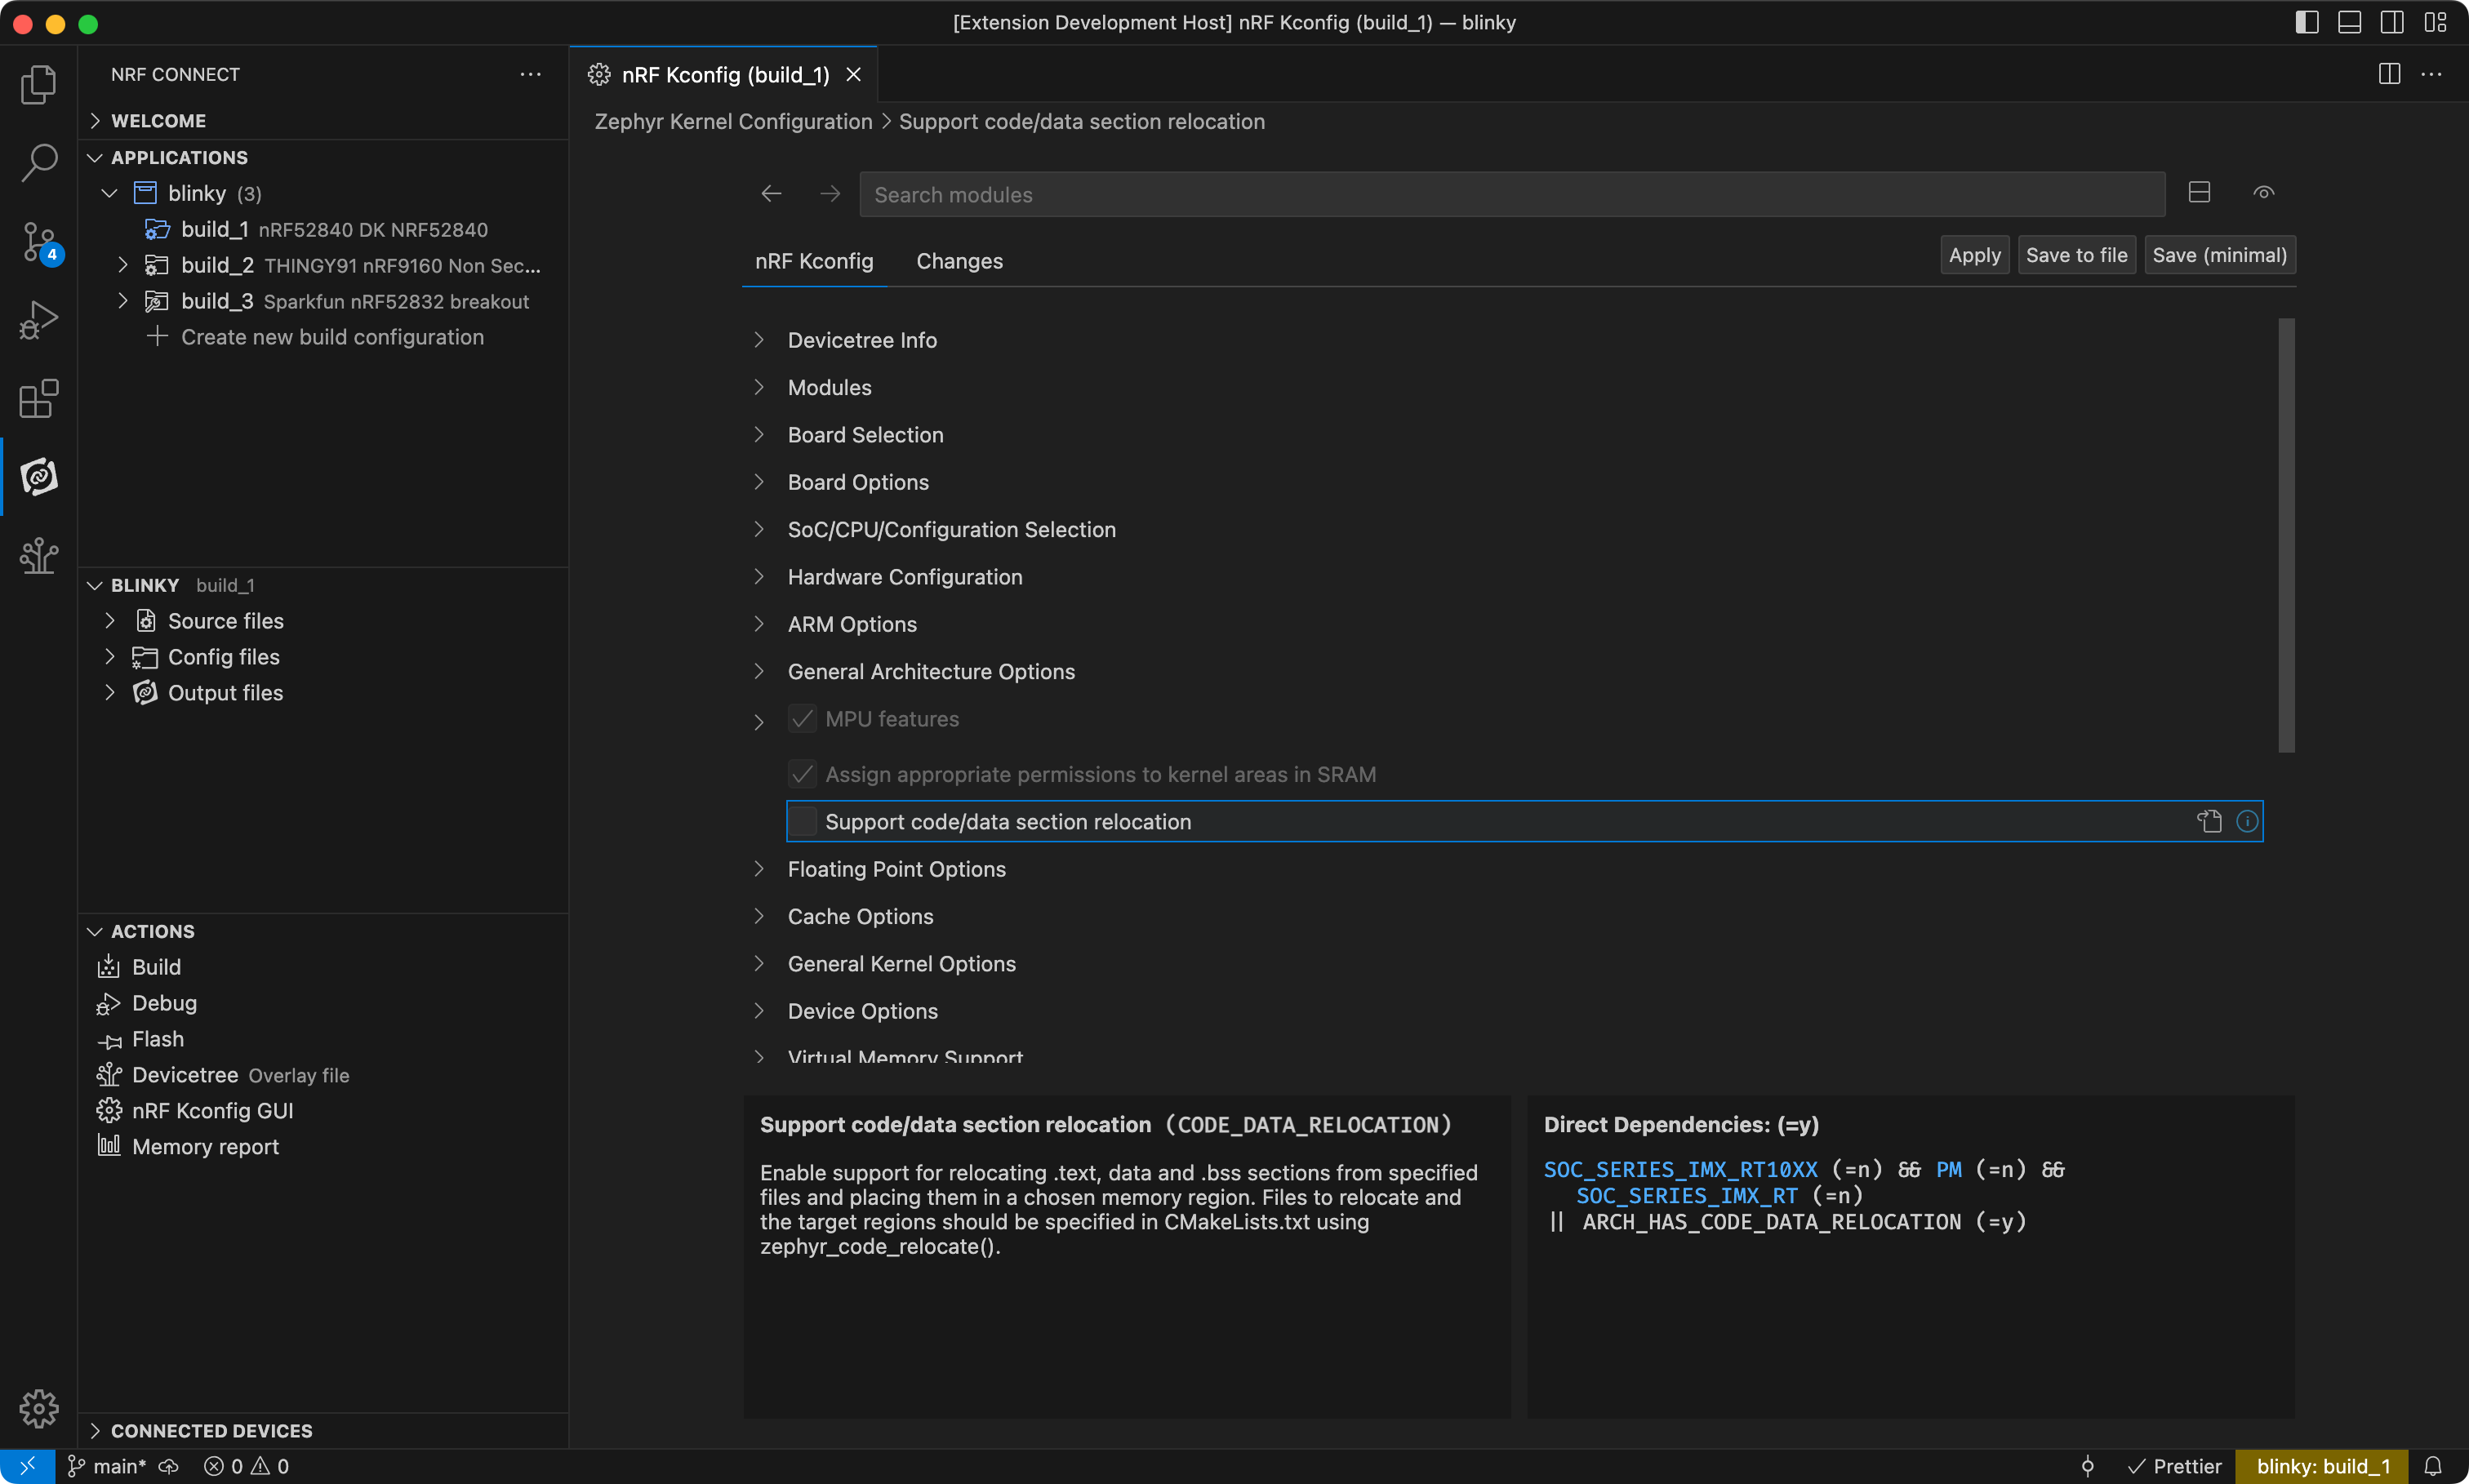 [Extension Development Host] nRF Kconfig (build_1) — blinky
NRF CONNECT
WELCOME
APPLICATIONS
blinky (3)
build_1 nRF52840 DK NRF52840
build_2 THINGY91 nRF9160 Non Sec...
build_3 Sparkfun nRF52832 breakout
Create new build configuration
4
BLINKY build_1
Source files
Config files
Output files
ACTIONS
Build
Debug
Flash
Devicetree Overlay file
nRF Kconfig GUI
Memory report
CONNECTED DEVICES
nRF Kconfig (build_1)
Zephyr Kernel Configuration > Support code/data section relocation
Search modules
nRF Kconfig Changes
Apply Save to file Save (minimal)
Devicetree Info
Modules
Board Selection
Board Options
SoC/CPU/Configuration Selection
Hardware Configuration
ARM Options
General Architecture Options
MPU features
Assign appropriate permissions to kernel areas in SRAM
Support code/data section relocation
Floating Point Options
Cache Options
General Kernel Options
Device Options
Virtual Memory Support
Support code/data section relocation (CODE_DATA_RELOCATION)
Enable support for relocating .text, data and .bss sections from specified
files and placing them in a chosen memory region. Files to relocate and
the target regions should be specified in CMakeLists.txt using
zephyr_code_relocate().
Direct Dependencies: (=y)
SOC_SERIES_IMX_RT10XX (=n) && PM (=n) &&
SOC_SERIES_IMX_RT (=n)
|| ARCH_HAS_CODE_DATA_RELOCATION (=y)
main* 0 0
Prettier blinky: build_1